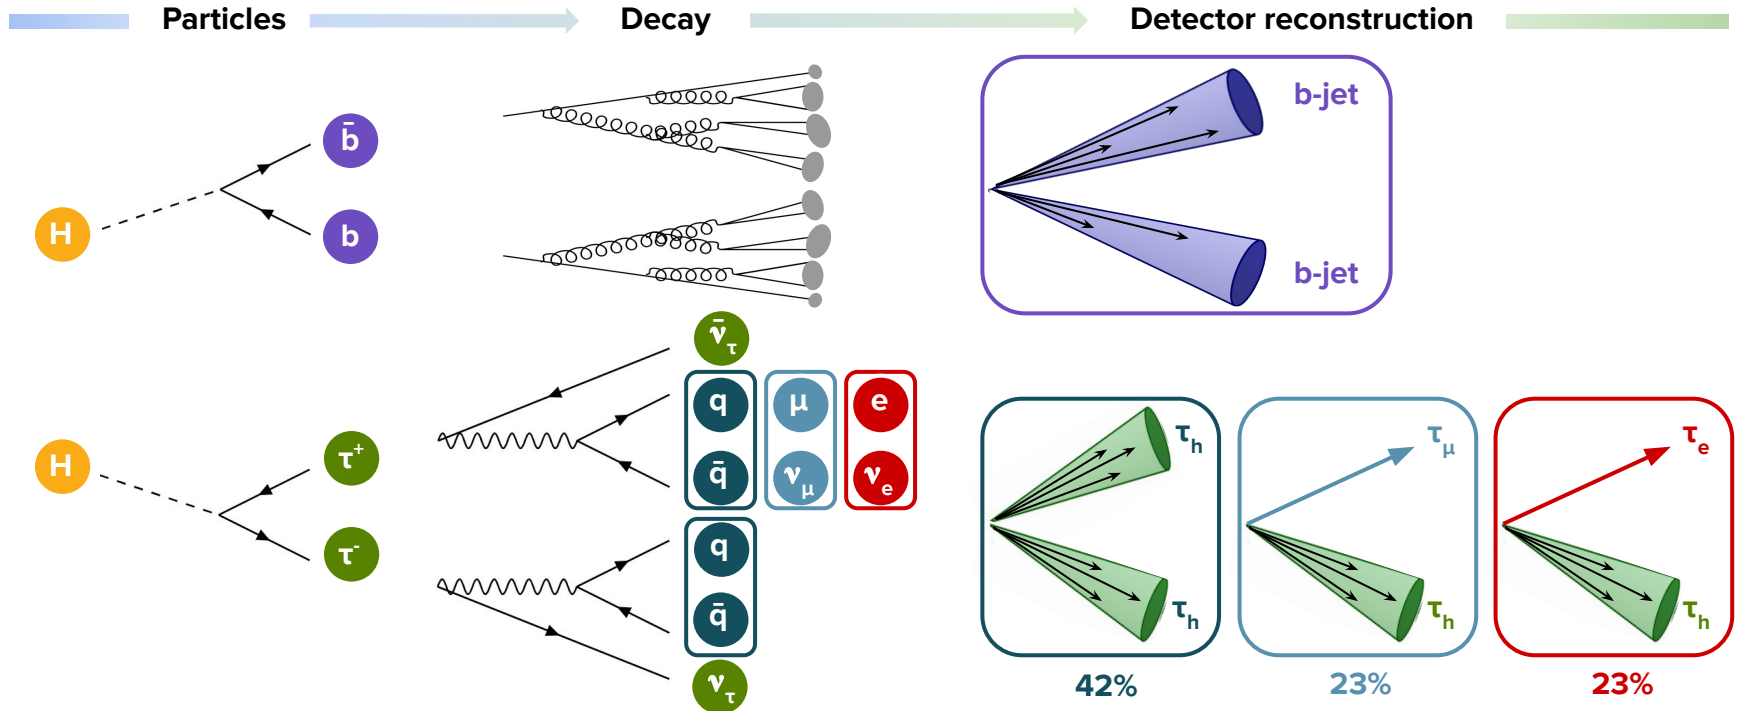 Particles Decay Detector reconstruction
b̄
b-jet
H
b
b-jet
ν̄τ
q μ e
τ+
τh τμ τe
H
q̄ νμ νe
τ-
q
q̄
τh τh τh
ντ
42% 23% 23%